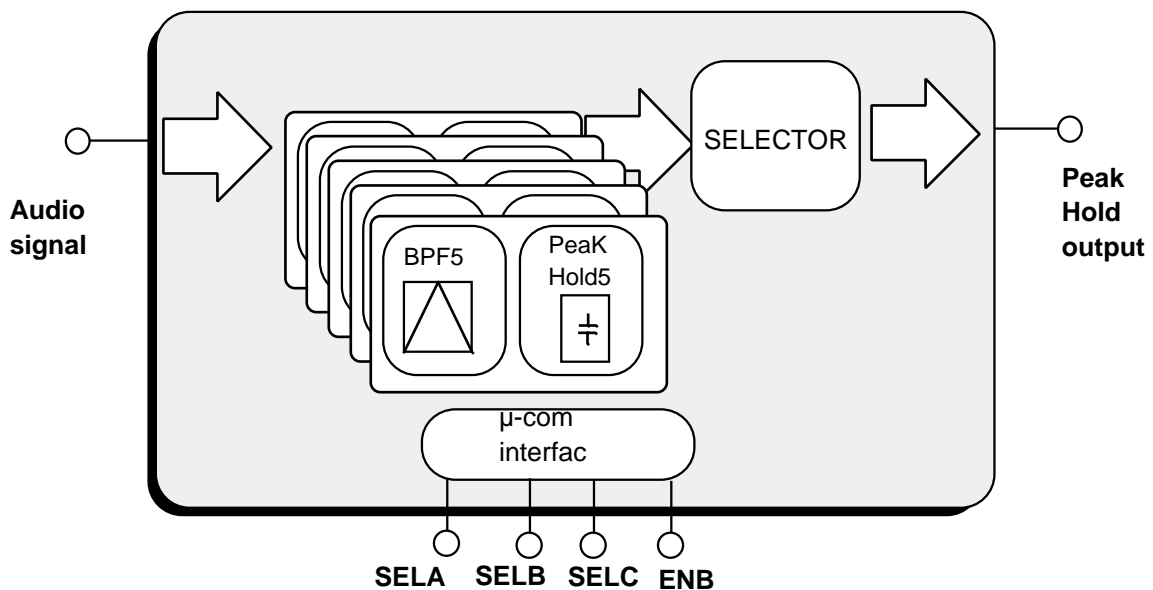 SELECTOR
Audio
signal
Peak
Hold
output
BPF5
PeaK
Hold5
µ-com
interfac
SELA SELB SELC ENB